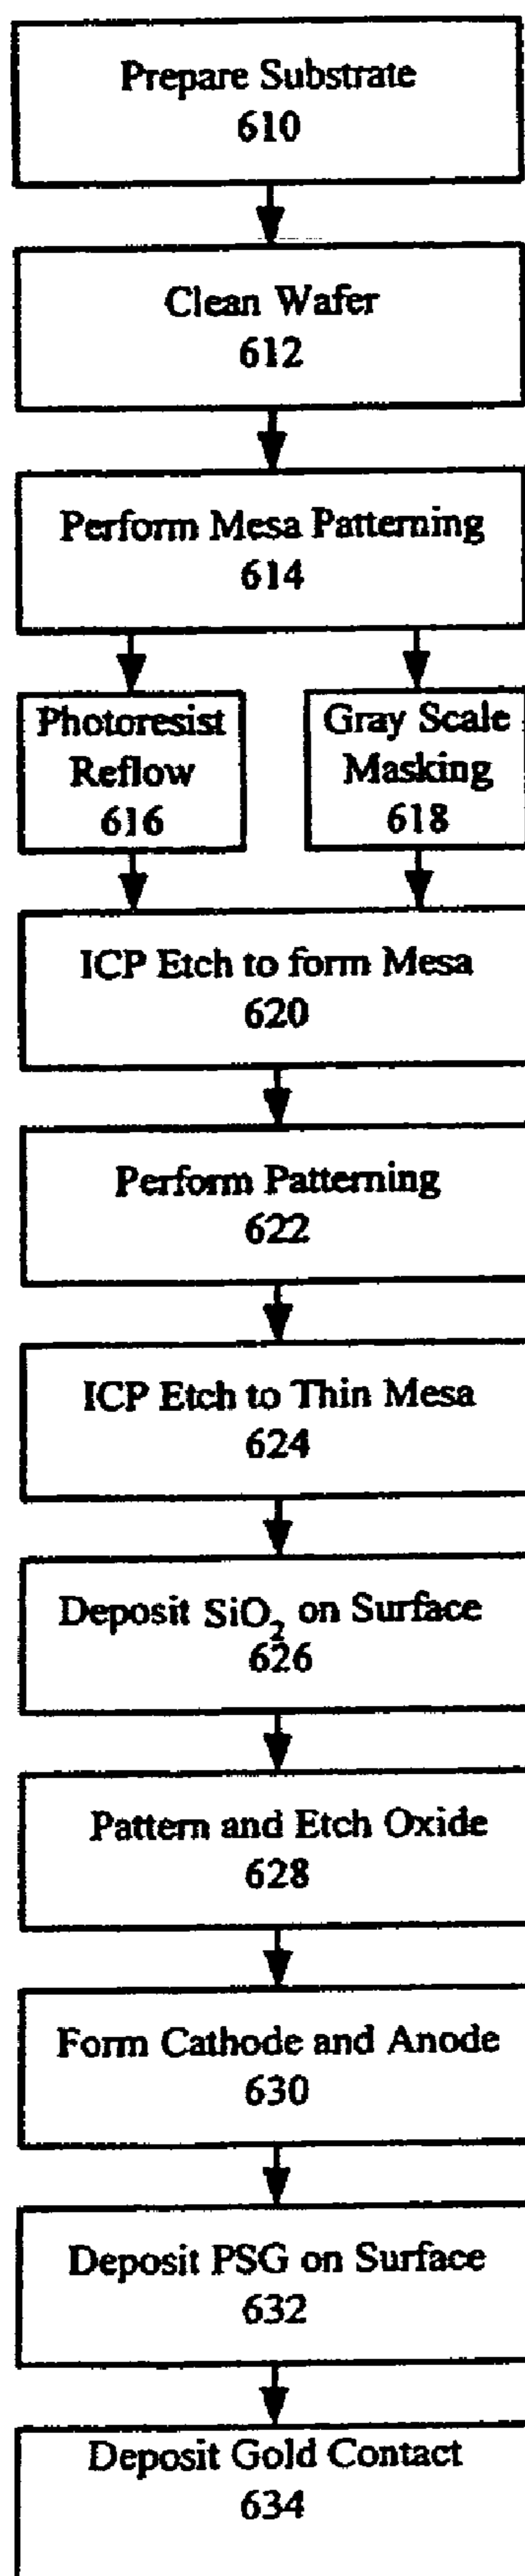 Prepare Substrate
610
Clean Wafer
612
Perform Mesa Patterning
614
Photoresist
Reflow
616
Gray Scale
Masking
618
ICP Etch to form Mesa
620
Perform Patterning
622
ICP Etch to Thin Mesa
624
Deposit SiO₂ on Surface
626
Pattern and Etch Oxide
628
Form Cathode and Anode
630
Deposit PSG on Surface
632
Deposit Gold Contact
634